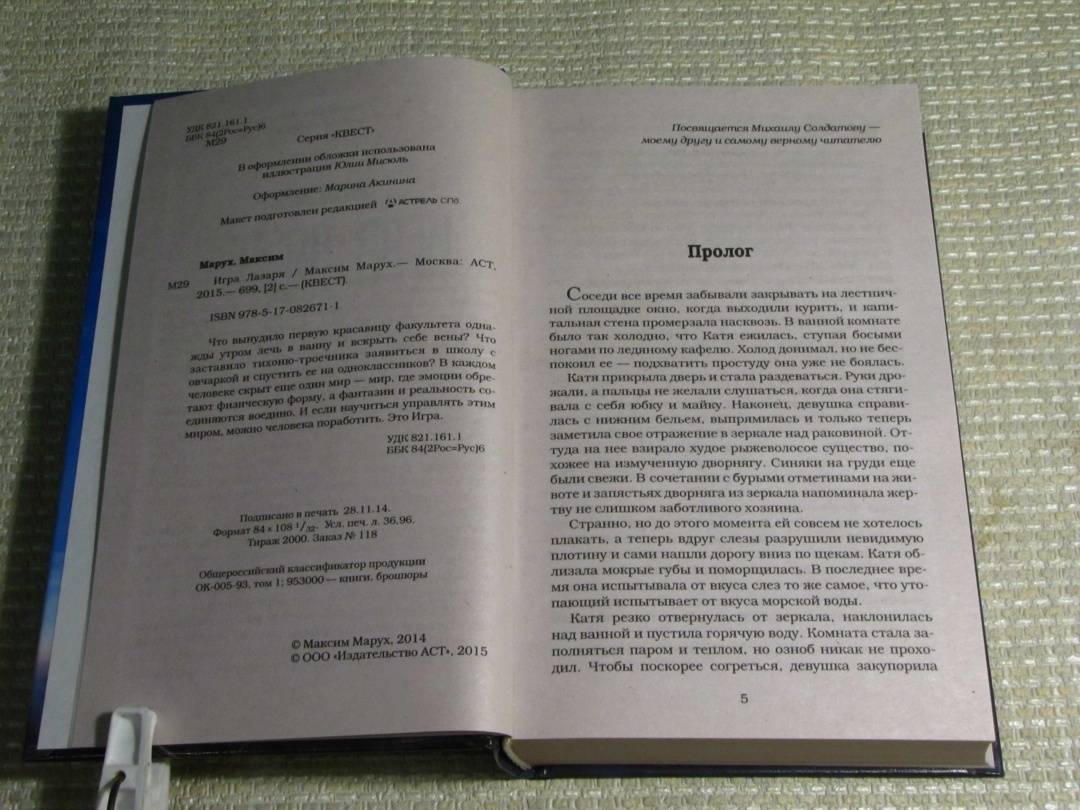 УДК 821.161.1
ББК 84(2Рос=Рус)6
М29
Серия «КВЕСТ»
В оформлении обложки использована
иллюстрация Юлии Мисюль
Оформление: Марина Акинина
Макет подготовлен редакцией АСТРЕЛЬ СПб
Марух, Максим
М29 Игра Лазаря / Максим Марух.— Москва: АСТ,
2015.— 699, [2] с.— (КВЕСТ).
ISBN 978-5-17-082671-1
Что вынудило первую красавицу факультета одна-
жды утром лечь в ванну и вскрыть себе вены? Что
заставило тихоню-троечника заявиться в школу с
овчаркой и спустить ее на одноклассников? В каждом
человеке скрыт еще один мир — мир, где эмоции обре-
тают физическую форму, а фантазии и реальность со-
единяются воедино. И если научиться управлять этим
миром, можно человека поработить. Это Игра.
УДК 821.161.1
ББК 84(2Рос=Рус)6
Подписано в печать 28.11.14.
Формат 84 × 108 1/32. Усл. печ. л. 36.96.
Тираж 2000. Заказ № 118
Общероссийский классификатор продукции
ОК-005-93, том 1; 953000 — книги, брошюры
© Максим Марух, 2014
© ООО «Издательство АСТ», 2015
Посвящается Михаилу Солдатову —
моему другу и самому верному читателю
Пролог
Соседи все время забывали закрывать на лестнич-
ной площадке окно, когда выходили курить, и капи-
тальная стена промерзала насквозь. В ванной комнате
было так холодно, что Катя ежилась, ступая босыми
ногами по ледяному кафелю. Холод донимал, но не бес-
покоил ее — подхватить простуду она уже не боялась.
Катя прикрыла дверь и стала раздеваться. Руки дро-
жали, а пальцы не желали слушаться, когда она стяги-
вала с себя юбку и майку. Наконец, девушка справи-
лась с нижним бельем, выпрямилась и только теперь
заметила свое отражение в зеркале над раковиной. От-
туда на нее взирало худое рыжеволосое существо, по-
хожее на измученную дворнягу. Синяки на груди еще
были свежи. В сочетании с бурыми отметинами на жи-
воте и запястьях дворняга из зеркала напоминала жер-
тву не слишком заботливого хозяина.
Странно, но до этого момента ей совсем не хотелось
плакать, а теперь вдруг слезы разрушили невидимую
плотину и сами нашли дорогу вниз по щекам. Катя об-
лизала мокрые губы и поморщилась. В последнее вре-
мя она испытывала от вкуса слез то же самое, что уто-
пающий испытывает от вкуса морской воды.
Катя резко отвернулась от зеркала, наклонилась
над ванной и пустила горячую воду. Комната стала за-
полняться паром и теплом, но озноб никак не прохо-
дил. Чтобы поскорее согреться, девушка закупорила
5